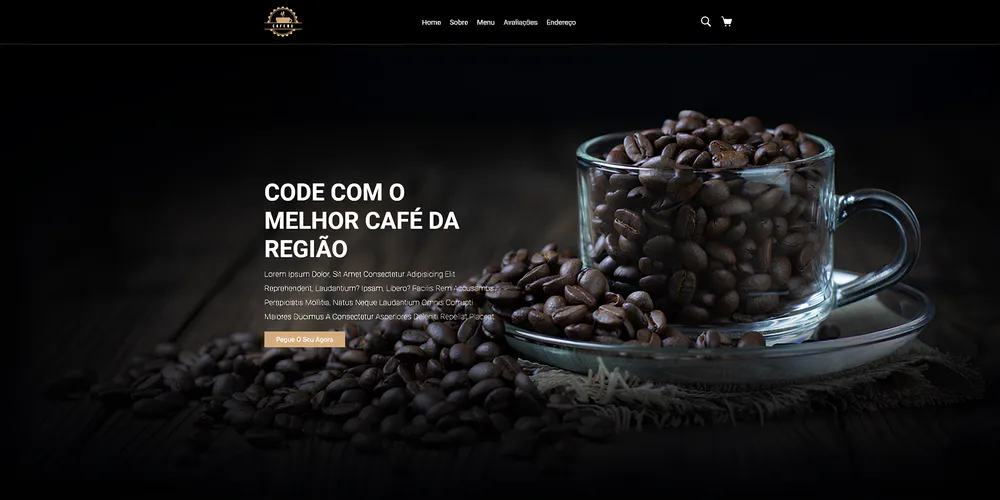 Home Sobre Menu Avaliações Endereço
CODE COM O
MELHOR CAFÉ DA
REGIÃO
Lorem Ipsum Dolor, Sit Amet Consectetur Adipisicing Elit
Reprehenderit, Laudantium? Ipsam, Libero? Facilis Rem Accusamus
Perspiciatis Mollitia, Natus Neque Laudantium Omnis Corrupti
Maiores Ducimus A Consectetur Asperiores Deleniti Repellat Placeat
Pegue O Seu Agora